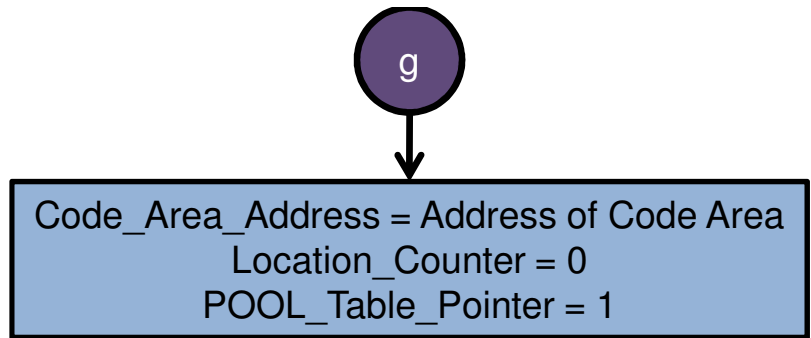 g
Code_Area_Address = Address of Code Area
Location_Counter = 0
POOL_Table_Pointer = 1